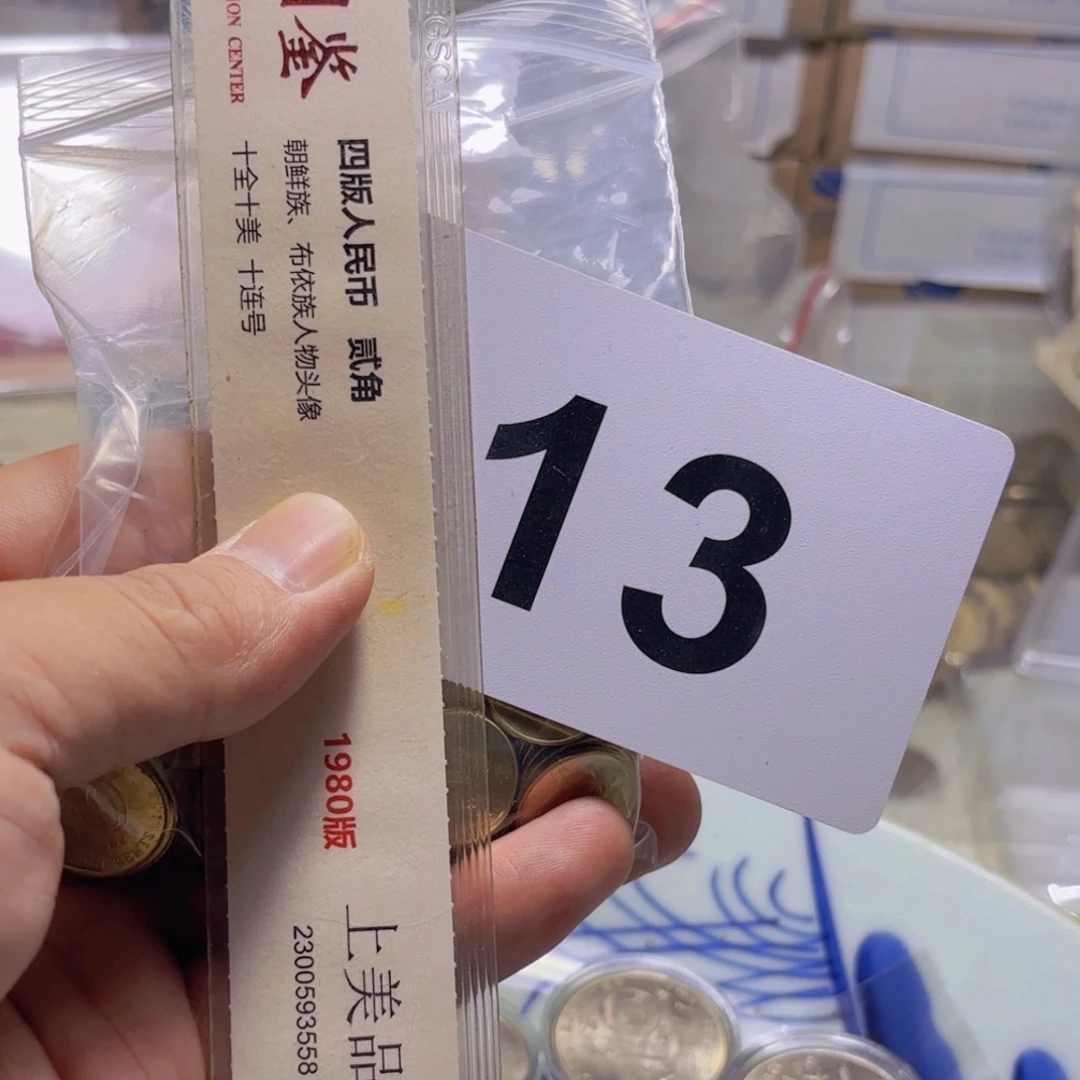 鉴
ION CENTER
四版人民币 贰角
朝鲜族、布依族人物头像
十全十美 十连号
1980版
上美品
2300593558
GSCA
13